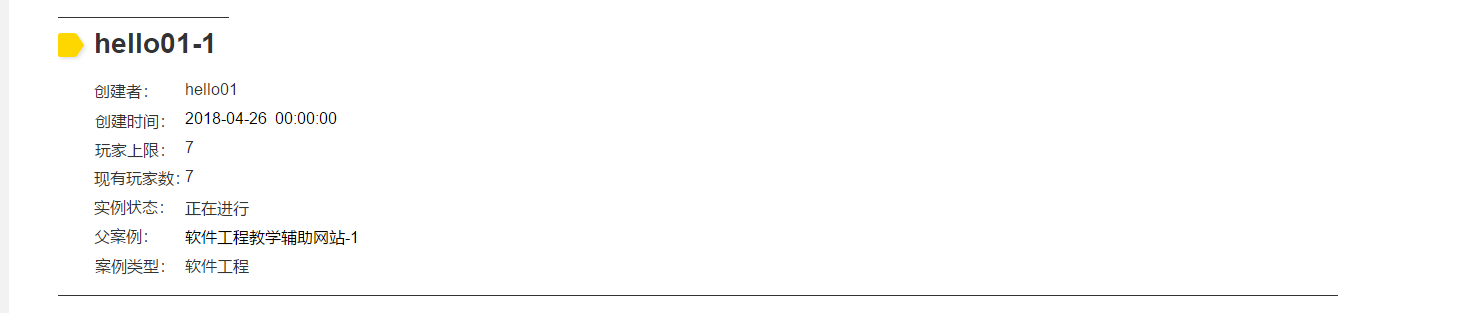 hello01-1
创建者： hello01
创建时间： 2018-04-26 00:00:00
玩家上限： 7
现有玩家数： 7
实例状态： 正在进行
父案例： 软件工程教学辅助网站-1
案例类型： 软件工程